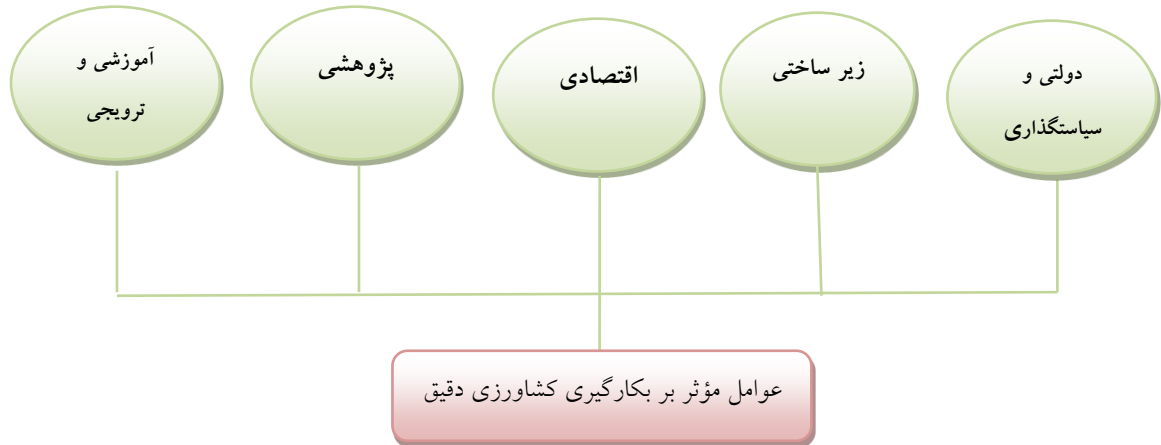 دولتی و
سیاستگذاری
زیر ساختی
اقتصادی
پژوهشی
آموزشی و
ترویجی
عوامل مؤثر بر بکارگیری کشاورزی دقیق